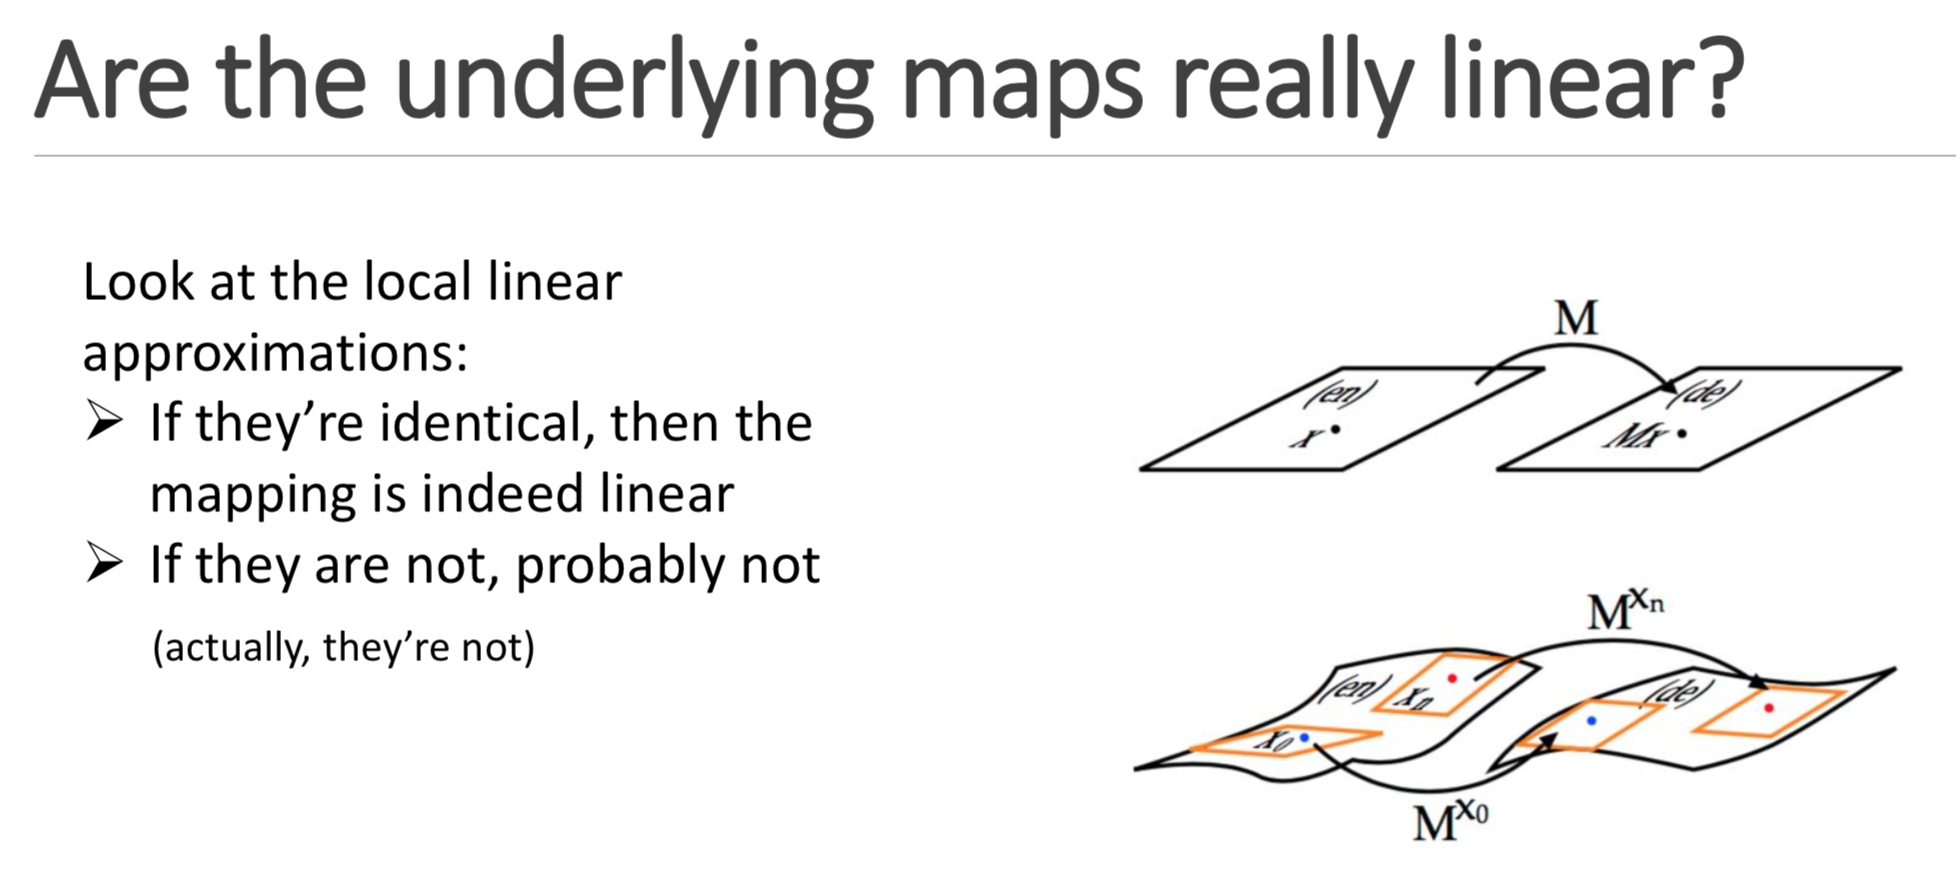 Are the underlying maps really linear?
Look at the local linear
approximations:
➢ If they’re identical, then the
mapping is indeed linear
➢ If they are not, probably not
(actually, they’re not)
M
(en)
x
(de)
Mx
Mxn
(en)
xn
(de)
x0
Mx0